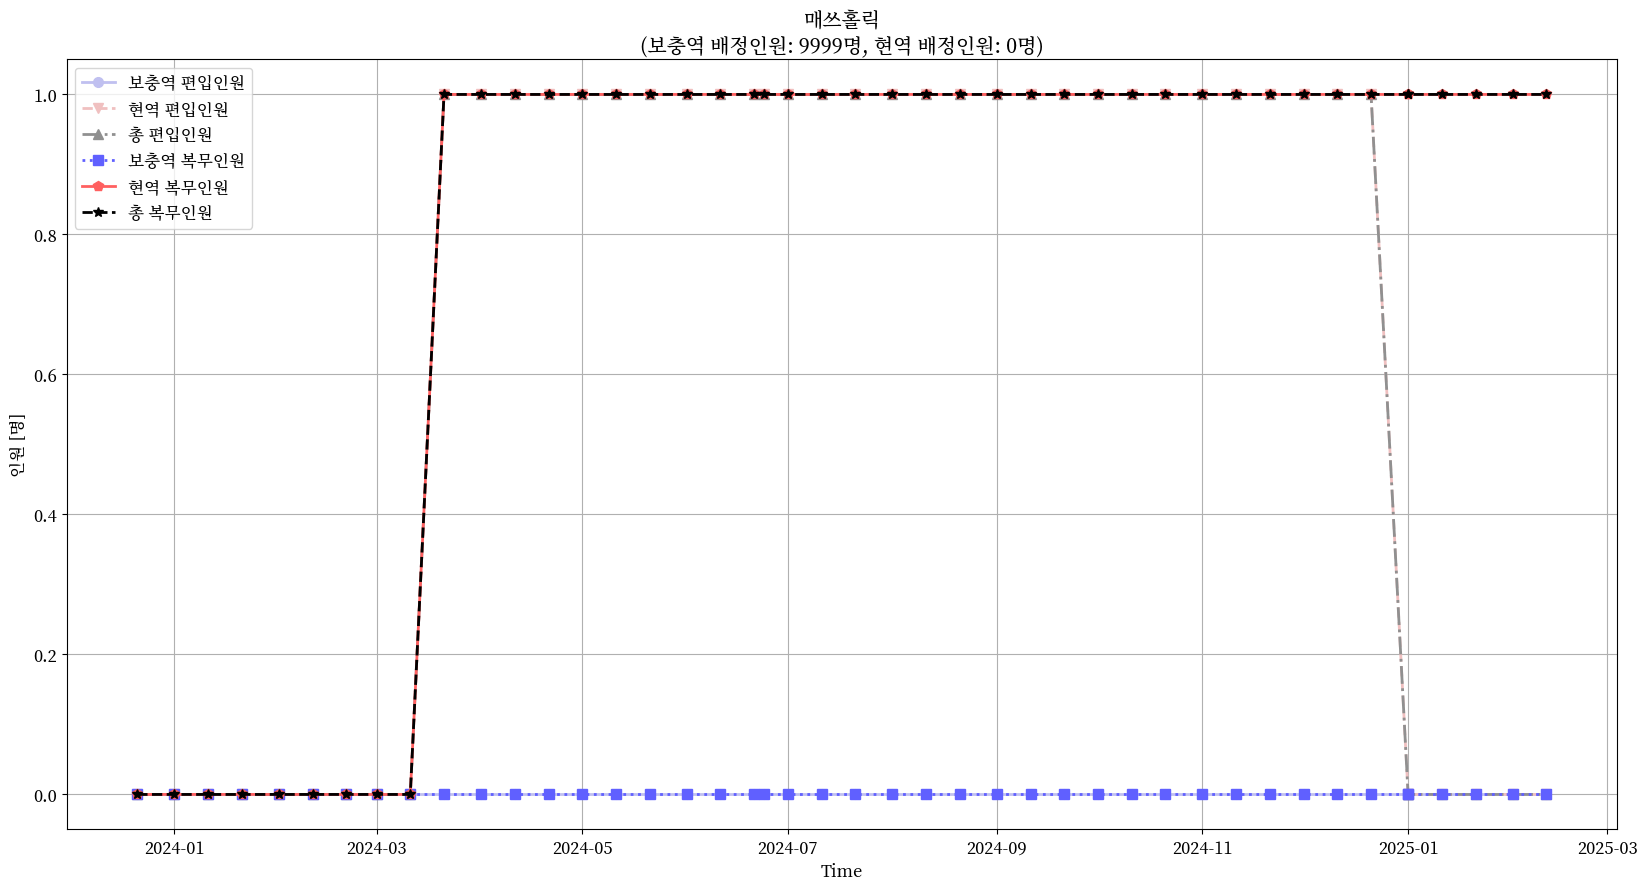 매쓰홀릭
(보충역 배정인원: 9999명, 현역 배정인원: 0명)
보충역 편입인원
현역 편입인원
총 편입인원
보충역 복무인원
현역 복무인원
총 복무인원
인원 [명]
1.0
0.8
0.6
0.4
0.2
0.0
2024-01
2024-03
2024-05
2024-07
2024-09
2024-11
2025-01
2025-03
Time